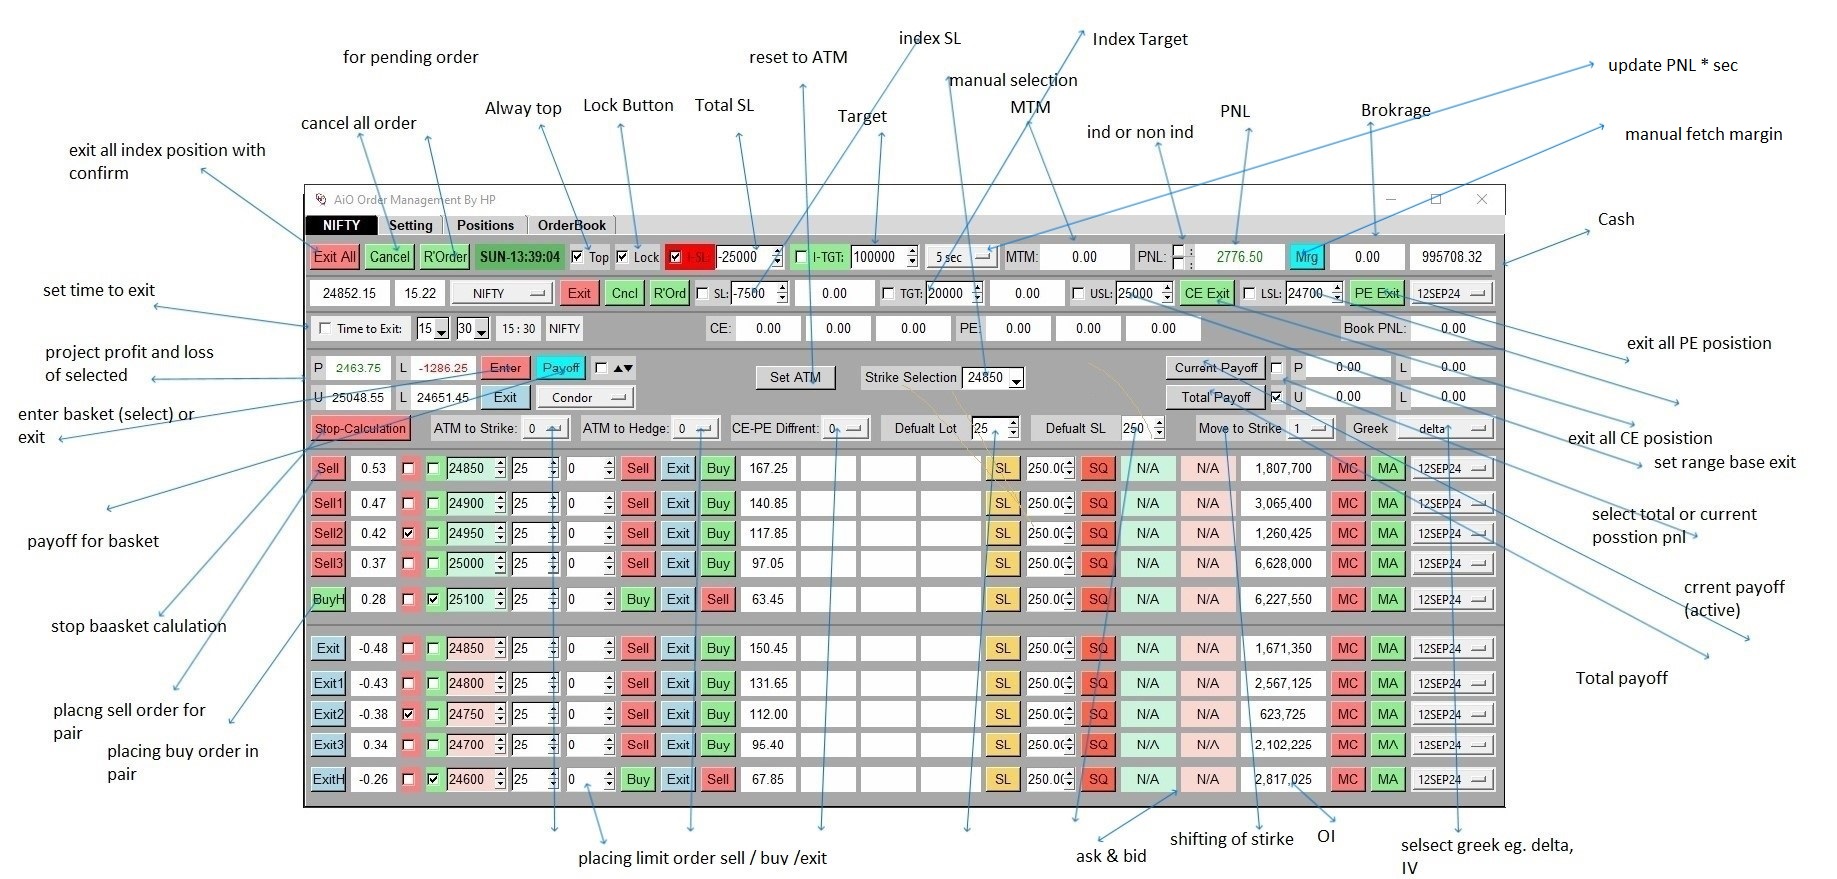 index SL
Index Target
for pending order
reset to ATM
update PNL * sec
manual selection
Alway top
Lock Button
Total SL
MTM
Target
PNL
Brokrage
cancel all order
ind or non ind
manual fetch margin
exit all index position with
confirm
AiO Order Management By HP
Cash
NIFTY Setting Positions OrderBook
Exit All Cancel R'Order SUN-13:39:04 Top Lock I-SL: -25000 I-TGT: 100000 5 sec MTM: 0.00 PNL: 2776.50 Mrg 0.00 995708.32
set time to exit
24852.15 15.22 NIFTY Exit Cncl R'Ord SL: -7500 0.00 TGT: 20000 0.00 USL: 25000 CE Exit LSL: 24700 PE Exit 12SEP24
Time to Exit: 15 30 15 : 30 NIFTY CE: 0.00 0.00 0.00 PE: 0.00 0.00 0.00 Book PNL: 0.00
exit all PE posistion
project profit and loss
of selected
P 2463.75 L -1286.25 Enter Payoff ▲▼ Set ATM Strike Selection 24850 Current Payoff P 0.00 L 0.00
U 25048.55 L 24651.45 Exit Condor Total Payoff U 0.00 L 0.00
enter basket (select) or
exit
Stop-Calculation ATM to Strike: 0 ATM to Hedge: 0 CE-PE Diffrent: 0 Defualt Lot 25 Defualt SL 250 Move to Strike 1 Greek delta
exit all CE posistion
set range base exit
Sell 0.53 24850 25 0 Sell Exit Buy 167.25 SL 250.00 SQ N/A N/A 1,807,700 MC MA 12SEP24
Sell1 0.47 24900 25 0 Sell Exit Buy 140.85 SL 250.00 SQ N/A N/A 3,065,400 MC MA 12SEP24
select total or current
posstion pnl
Sell2 0.42 24950 25 0 Sell Exit Buy 117.85 SL 250.00 SQ N/A N/A 1,260,425 MC MA 12SEP24
payoff for basket
Sell3 0.37 25000 25 0 Sell Exit Buy 97.05 SL 250.00 SQ N/A N/A 6,628,000 MC MA 12SEP24
crrent payoff
(active)
BuyH 0.28 25100 25 0 Buy Exit Sell 63.45 SL 250.00 SQ N/A N/A 6,227,550 MC MA 12SEP24
stop baasket calulation
Exit -0.48 24850 25 0 Sell Exit Buy 150.45 SL 250.00 SQ N/A N/A 1,671,350 MC MA 12SEP24
Total payoff
Exit1 -0.43 24800 25 0 Sell Exit Buy 131.65 SL 250.00 SQ N/A N/A 2,567,125 MC MA 12SEP24
placng sell order for
pair
Exit2 -0.38 24750 25 0 Sell Exit Buy 112.00 SL 250.00 SQ N/A N/A 623,725 MC MA 12SEP24
placing buy order in
pair
Exit3 0.34 24700 25 0 Sell Exit Buy 95.40 SL 250.00 SQ N/A N/A 2,102,225 MC MA 12SEP24
ExitH -0.26 24600 25 0 Buy Exit Sell 67.85 SL 250.00 SQ N/A N/A 2,817,025 MC MA 12SEP24
placing limit order sell / buy /exit
ask & bid
shifting of stirke
OI
selsect greek eg. delta,
IV